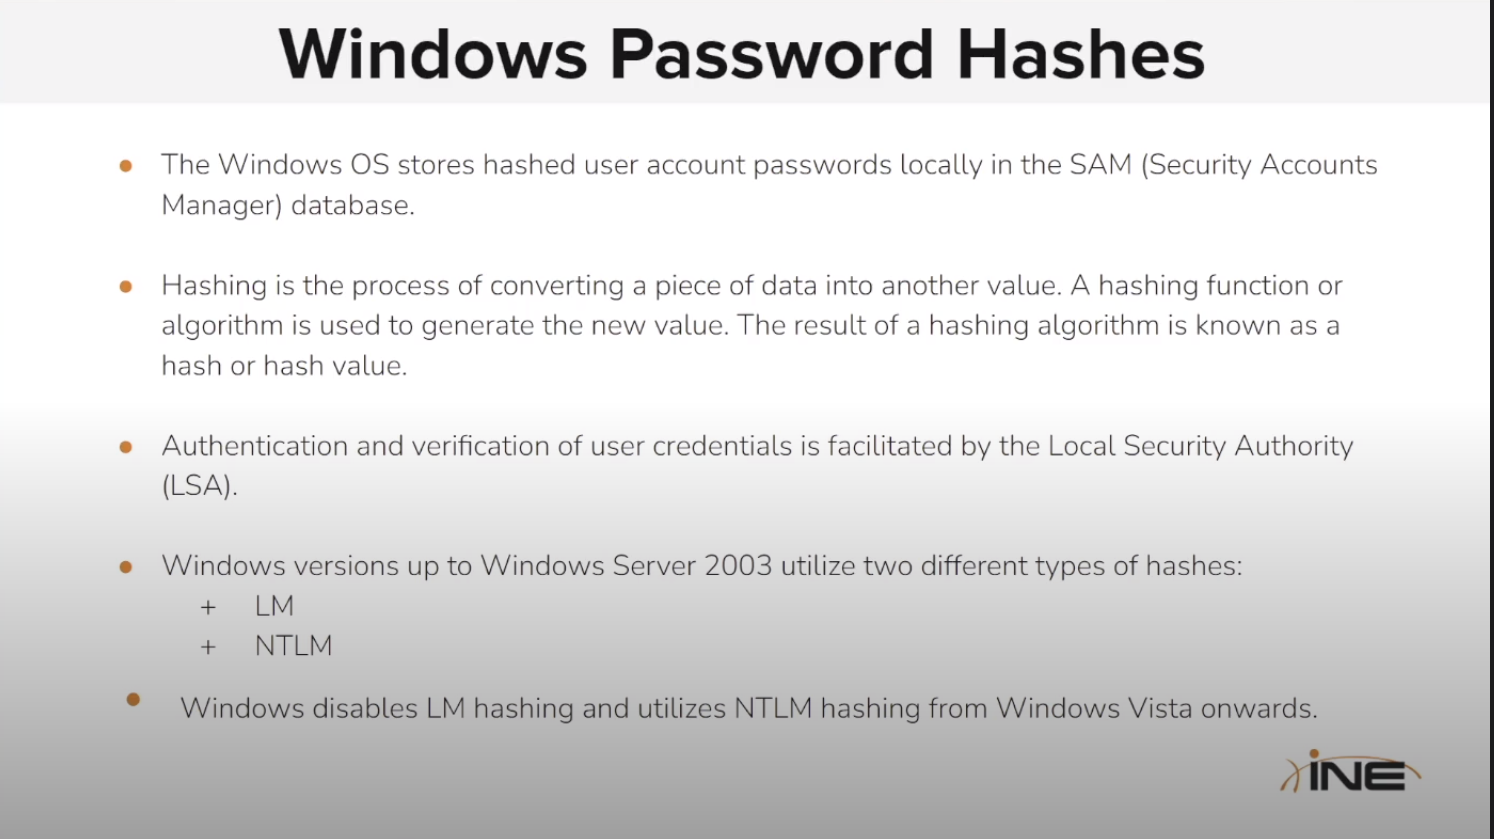 Windows Password Hashes
• The Windows OS stores hashed user account passwords locally in the SAM (Security Accounts
Manager) database.
• Hashing is the process of converting a piece of data into another value. A hashing function or
algorithm is used to generate the new value. The result of a hashing algorithm is known as a
hash or hash value.
• Authentication and verification of user credentials is facilitated by the Local Security Authority
(LSA).
• Windows versions up to Windows Server 2003 utilize two different types of hashes:
+ LM
+ NTLM
• Windows disables LM hashing and utilizes NTLM hashing from Windows Vista onwards.
iNE